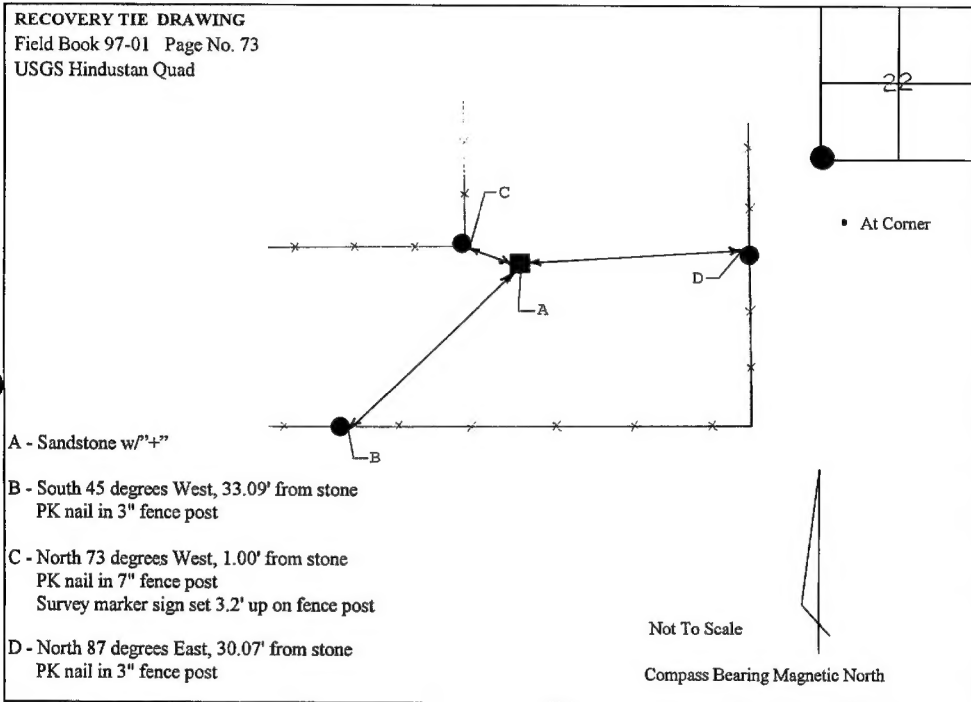 RECOVERY TIE DRAWING
Field Book 97-01 Page No. 73
USGS Hindustan Quad
22
C
At Corner
D
A
B
A - Sandstone w/"+"
B - South 45 degrees West, 33.09' from stone
PK nail in 3" fence post
C - North 73 degrees West, 1.00' from stone
PK nail in 7" fence post
Survey marker sign set 3.2' up on fence post
D - North 87 degrees East, 30.07' from stone
PK nail in 3" fence post
Not To Scale
Compass Bearing Magnetic North